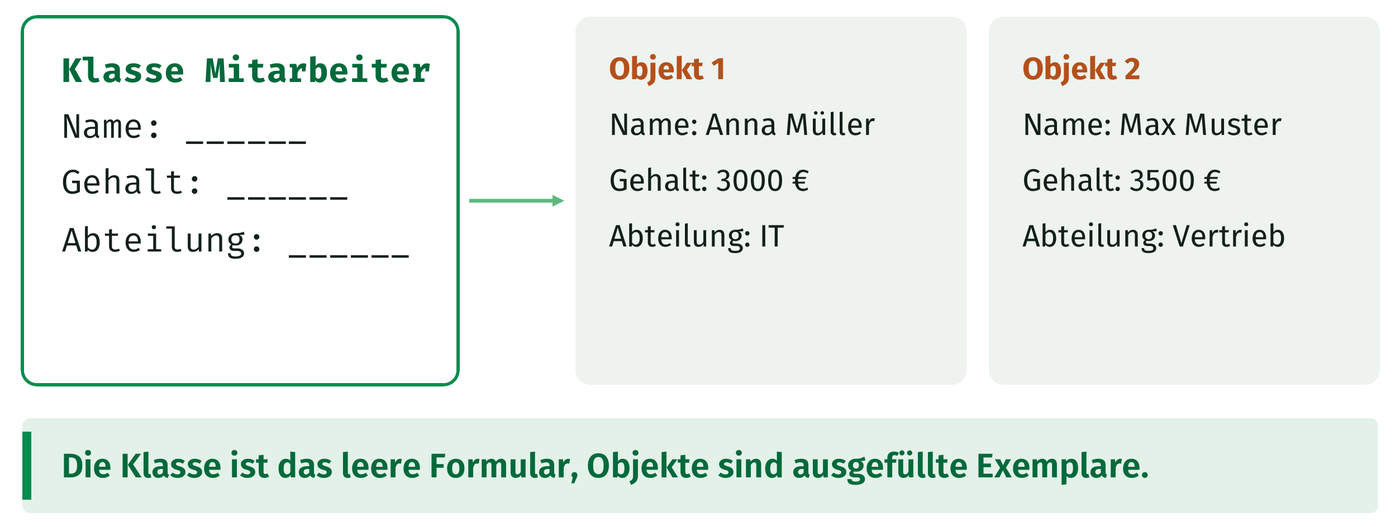 Klasse Mitarbeiter
Name: ______
Gehalt: ______
Abteilung: ______
Objekt 1
Name: Anna Müller
Gehalt: 3000 €
Abteilung: IT
Objekt 2
Name: Max Muster
Gehalt: 3500 €
Abteilung: Vertrieb
Die Klasse ist das leere Formular, Objekte sind ausgefüllte Exemplare.